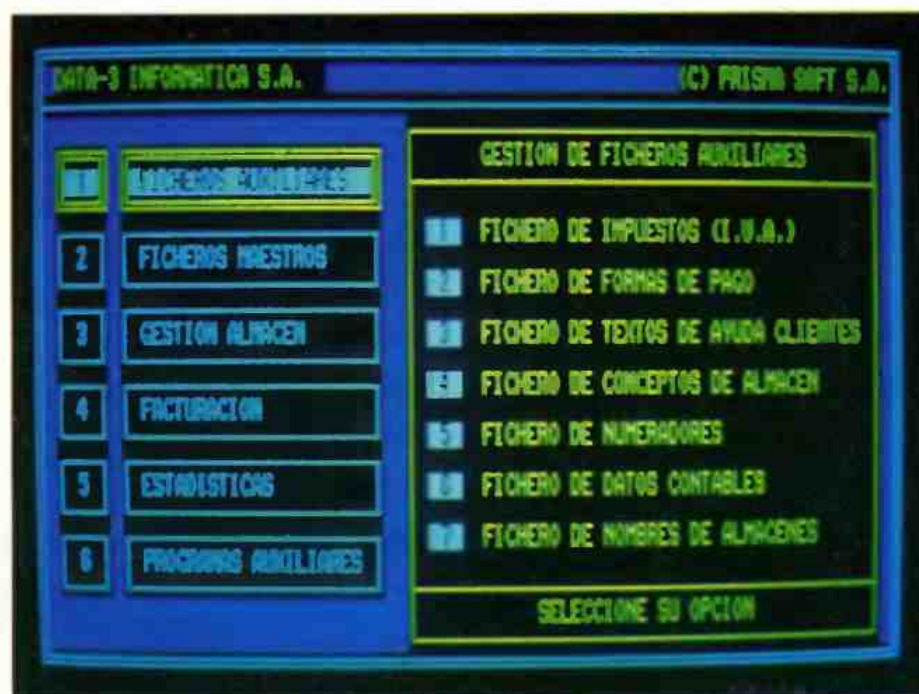 DATA-3 INFORMATICA S.A.
(C) PRISMA SOFT S.A.
1 FICHEROS AUXILIARES
2 FICHEROS MAESTROS
3 GESTION ALMACEN
4 FACTURACION
5 ESTADISTICAS
6 PROGRAMAS AUXILIARES
GESTION DE FICHEROS AUXILIARES
FICHERO DE IMPUESTOS (I.V.A.)
FICHERO DE FORMAS DE PAGO
FICHERO DE TEXTOS DE AYUDA CLIENTES
FICHERO DE CONCEPTOS DE ALMACEN
FICHERO DE NUMERADORES
FICHERO DE DATOS CONTABLES
FICHERO DE NOMBRES DE ALMACENES
SELECCIONE SU OPCION